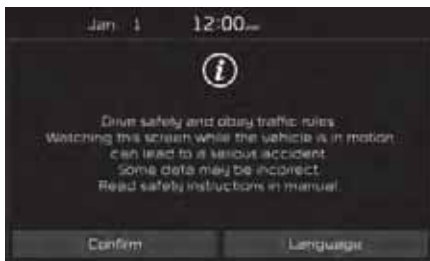 Jan. 1 12:00
Drive safely and obey traffic rules
Watching this screen while the vehicle is in motion
can lead to a serious accident
Some data may be incorrect
Read safety instructions in manual.
Confirm Language